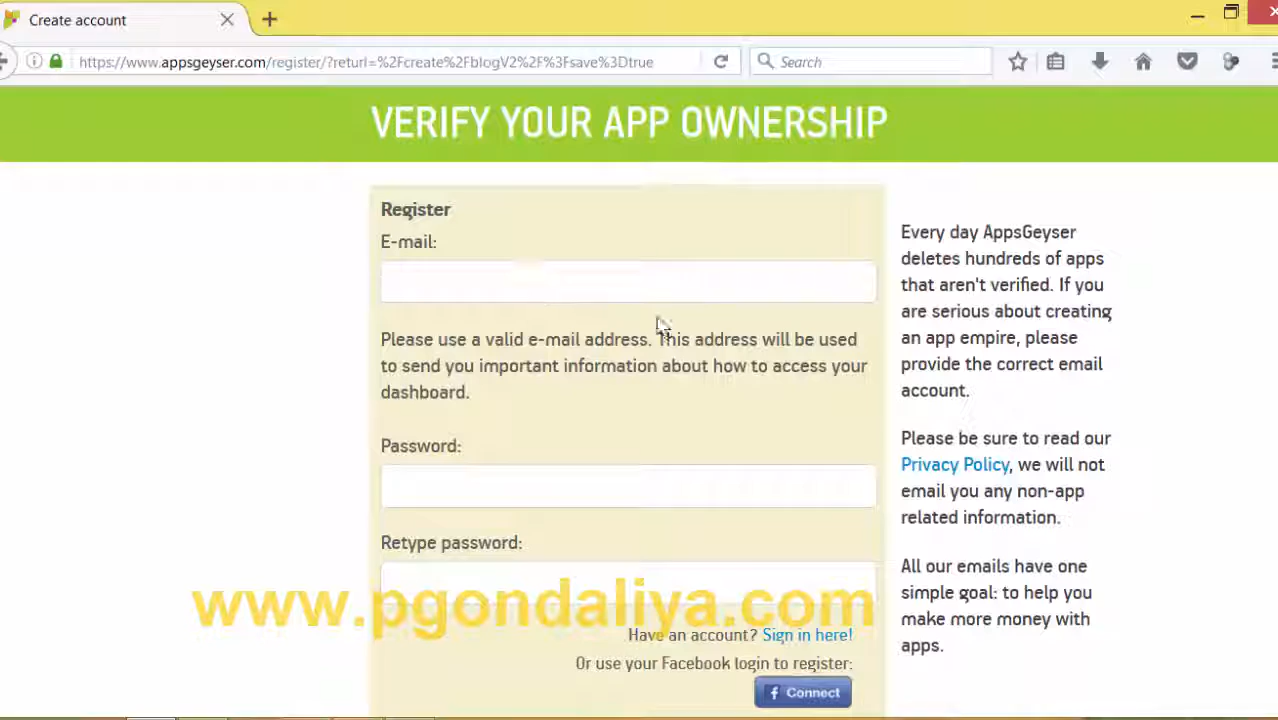 Create account
https://www.appsgeyser.com/register/?returl=%2Fcreate%2FblogV2%2F%3Fsave%3Dtrue
Search
VERIFY YOUR APP OWNERSHIP
Register
E-mail:
Please use a valid e-mail address. This address will be used
to send you important information about how to access your
dashboard.
Password:
Retype password:
www.pgondaliya.com
Have an account? Sign in here!
Or use your Facebook login to register:
f Connect
Every day AppsGeyser
deletes hundreds of apps
that aren't verified. If you
are serious about creating
an app empire, please
provide the correct email
account.
Please be sure to read our
Privacy Policy, we will not
email you any non-app
related information.
All our emails have one
simple goal: to help you
make more money with
apps.